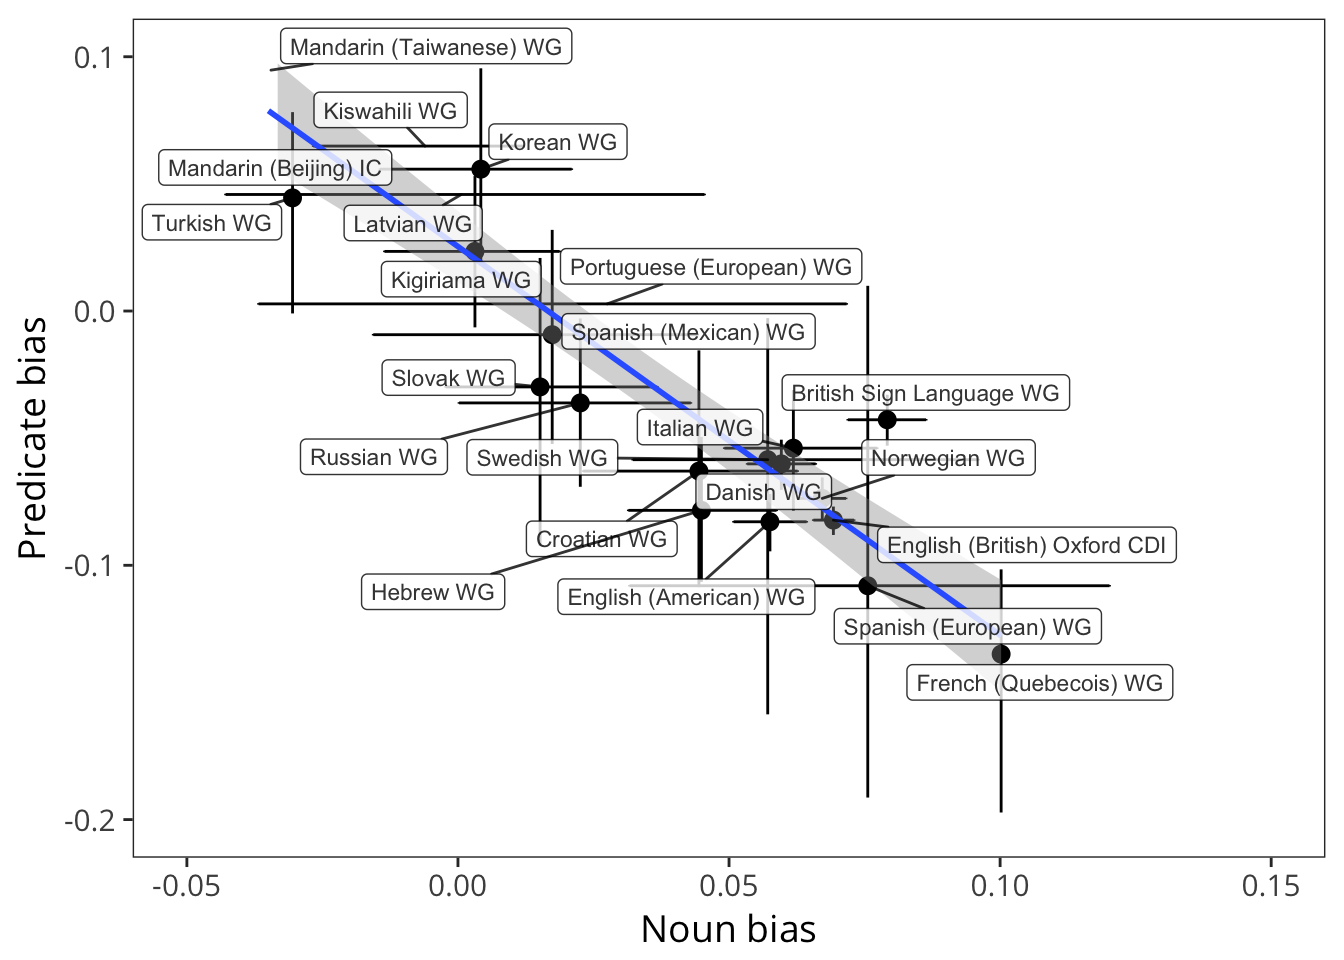 Mandarin (Taiwanese) WG
0.1
Kiswahili WG
Korean WG
Mandarin (Beijing) IC
Turkish WG
Latvian WG
Portuguese (European) WG
Kigiriama WG
0.0
Spanish (Mexican) WG
Slovak WG
British Sign Language WG
Italian WG
Russian WG
Swedish WG
Norwegian WG
Danish WG
Croatian WG
English (British) Oxford CDI
-0.1
Hebrew WG
English (American) WG
Spanish (European) WG
French (Quebecois) WG
-0.2
Predicate bias
-0.05
0.00
0.05
0.10
0.15
Noun bias